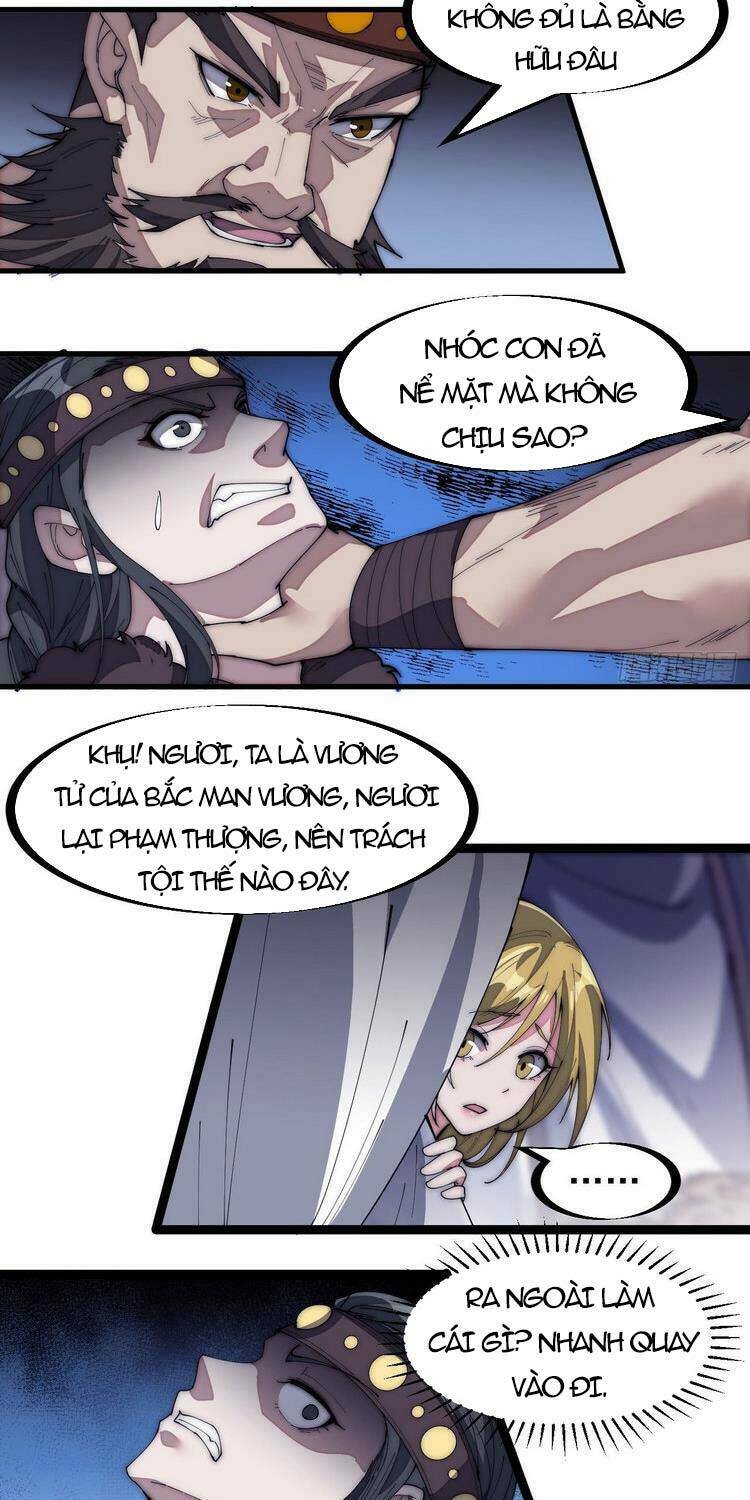 KHÔNG ĐỦ LÀ BẰNG
HỮU ĐÂU
NHÓC CON ĐÃ
NỂ MẶT MÀ KHÔNG
CHỊU SAO?
KHỤ! NGƯƠI, TA LÀ VƯƠNG
TỬ CỦA BẮC MAN VƯƠNG, NGƯƠI
LẠI PHẠM THƯỢNG, NÊN TRÁCH
TỘI THẾ NÀO ĐÂY.
......
RA NGOÀI LÀM
CÁI GÌ? NHANH QUAY
VÀO ĐI.